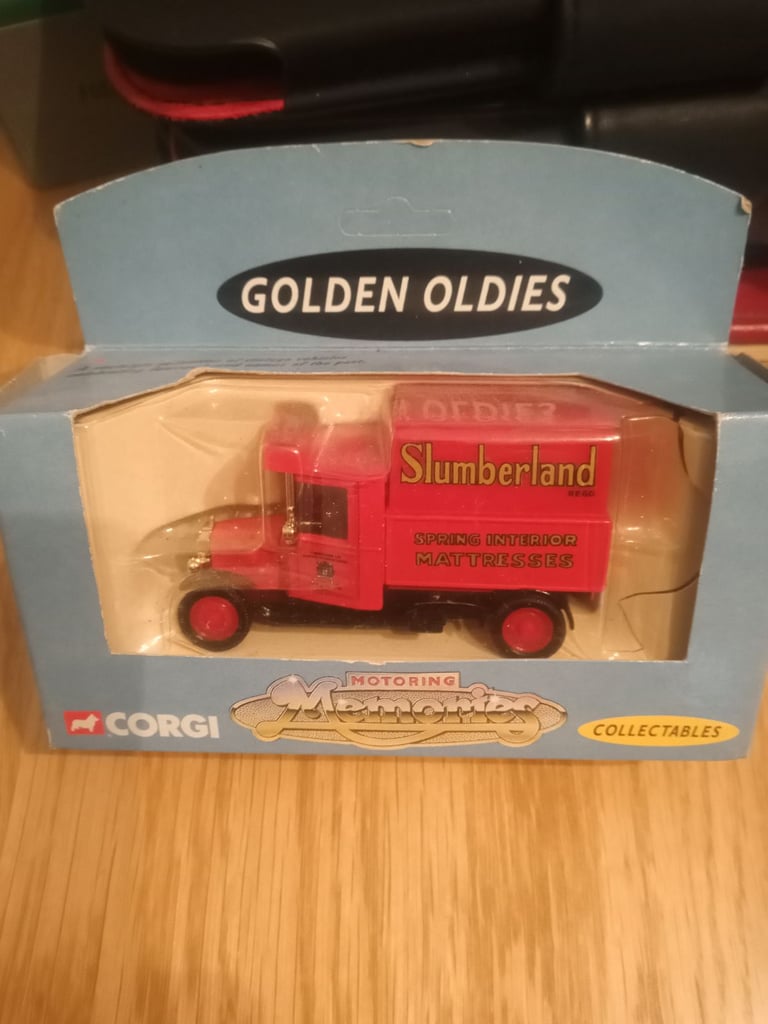 GOLDEN OLDIES
Slumberland
REGD
SPRING INTERIOR
MATTRESSES
MOTORING
Memories
CORGI
COLLECTABLES